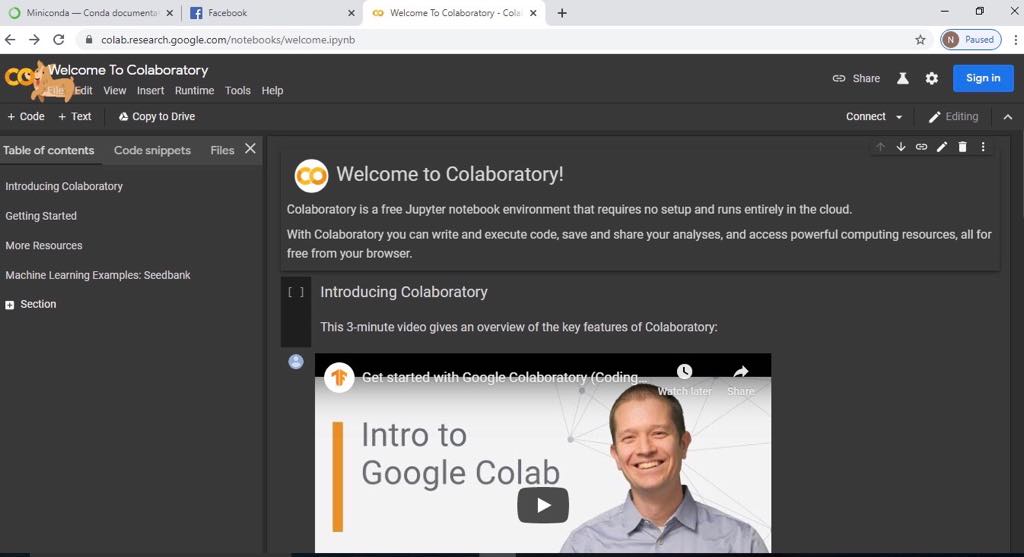 Miniconda — Conda documenta
Facebook
Welcome To Colaboratory - Cola
colab.research.google.com/notebooks/welcome.ipynb
N Paused
Welcome To Colaboratory
File Edit View Insert Runtime Tools Help
Share
Sign in
+ Code + Text Copy to Drive
Connect
Editing
Table of contents Code snippets Files
Introducing Colaboratory
Getting Started
More Resources
Machine Learning Examples: Seedbank
Section
Welcome to Colaboratory!
Colaboratory is a free Jupyter notebook environment that requires no setup and runs entirely in the cloud.
With Colaboratory you can write and execute code, save and share your analyses, and access powerful computing resources, all for
free from your browser.
[ ] Introducing Colaboratory
This 3-minute video gives an overview of the key features of Colaboratory:
Get started with Google Colaboratory (Coding...
Watch later Share
Intro to
Google Colab